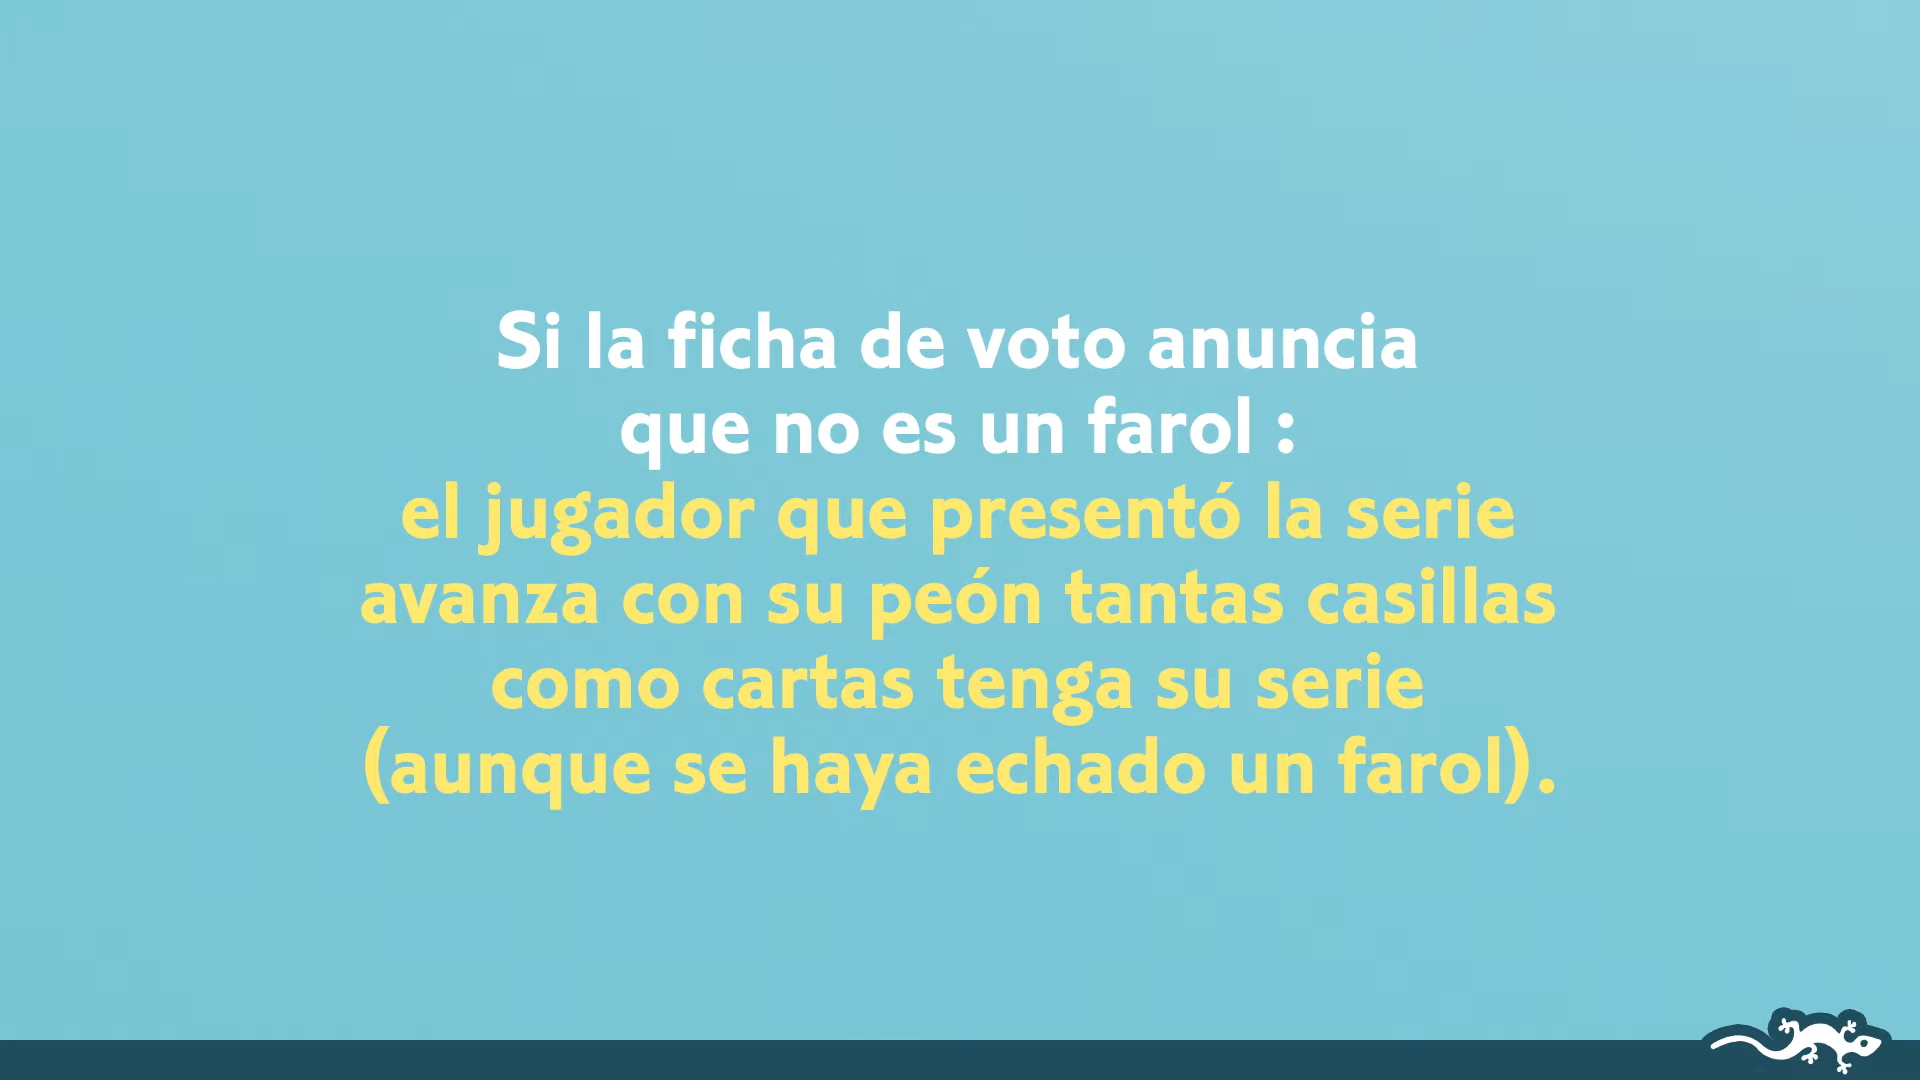 Si la ficha de voto anuncia
que no es un farol :
el jugador que presentó la serie
avanza con su peón tantas casillas
como cartas tenga su serie
(aunque se haya echado un farol).